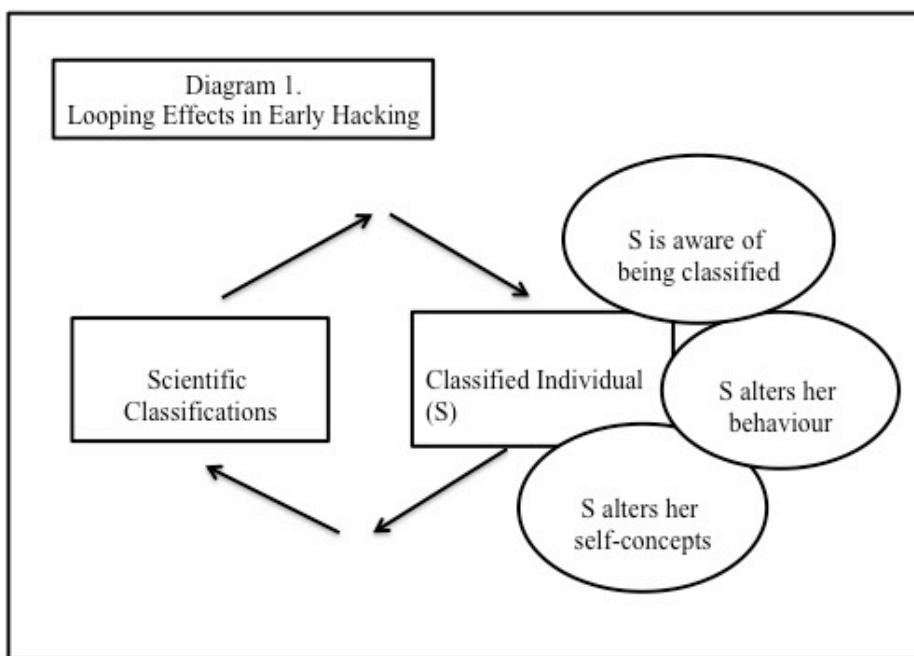 Diagram 1.
Looping Effects in Early Hacking
S is aware of
being classified
Scientific
Classifications
Classified Individual
(S)
S alters her
behaviour
S alters her
self-concepts